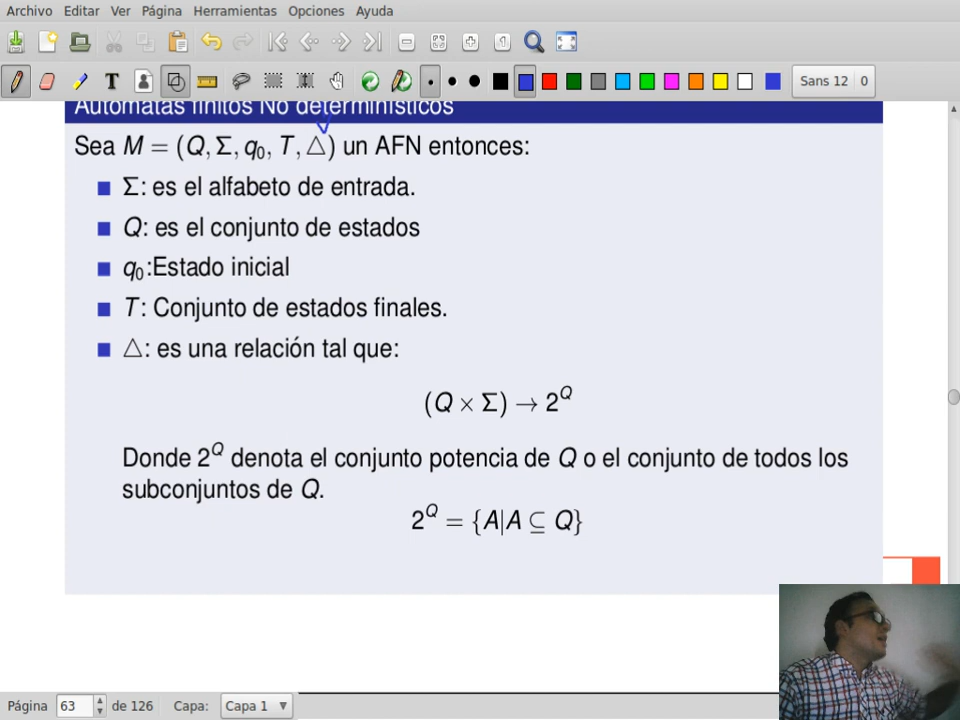 Archivo Editar Ver Página Herramientas Opciones Ayuda
T Sans 12 0
Autómatas finitos No determinísticos
Sea M = (Q, Σ, q₀, T, △) un AFN entonces:
Σ: es el alfabeto de entrada.
Q: es el conjunto de estados
q₀:Estado inicial
T: Conjunto de estados finales.
△: es una relación tal que:
(Q × Σ) → 2^Q
Donde 2^Q denota el conjunto potencia de Q o el conjunto de todos los
subconjuntos de Q.
2^Q = {A|A ⊆ Q}
Página 63 de 126 Capa: Capa 1